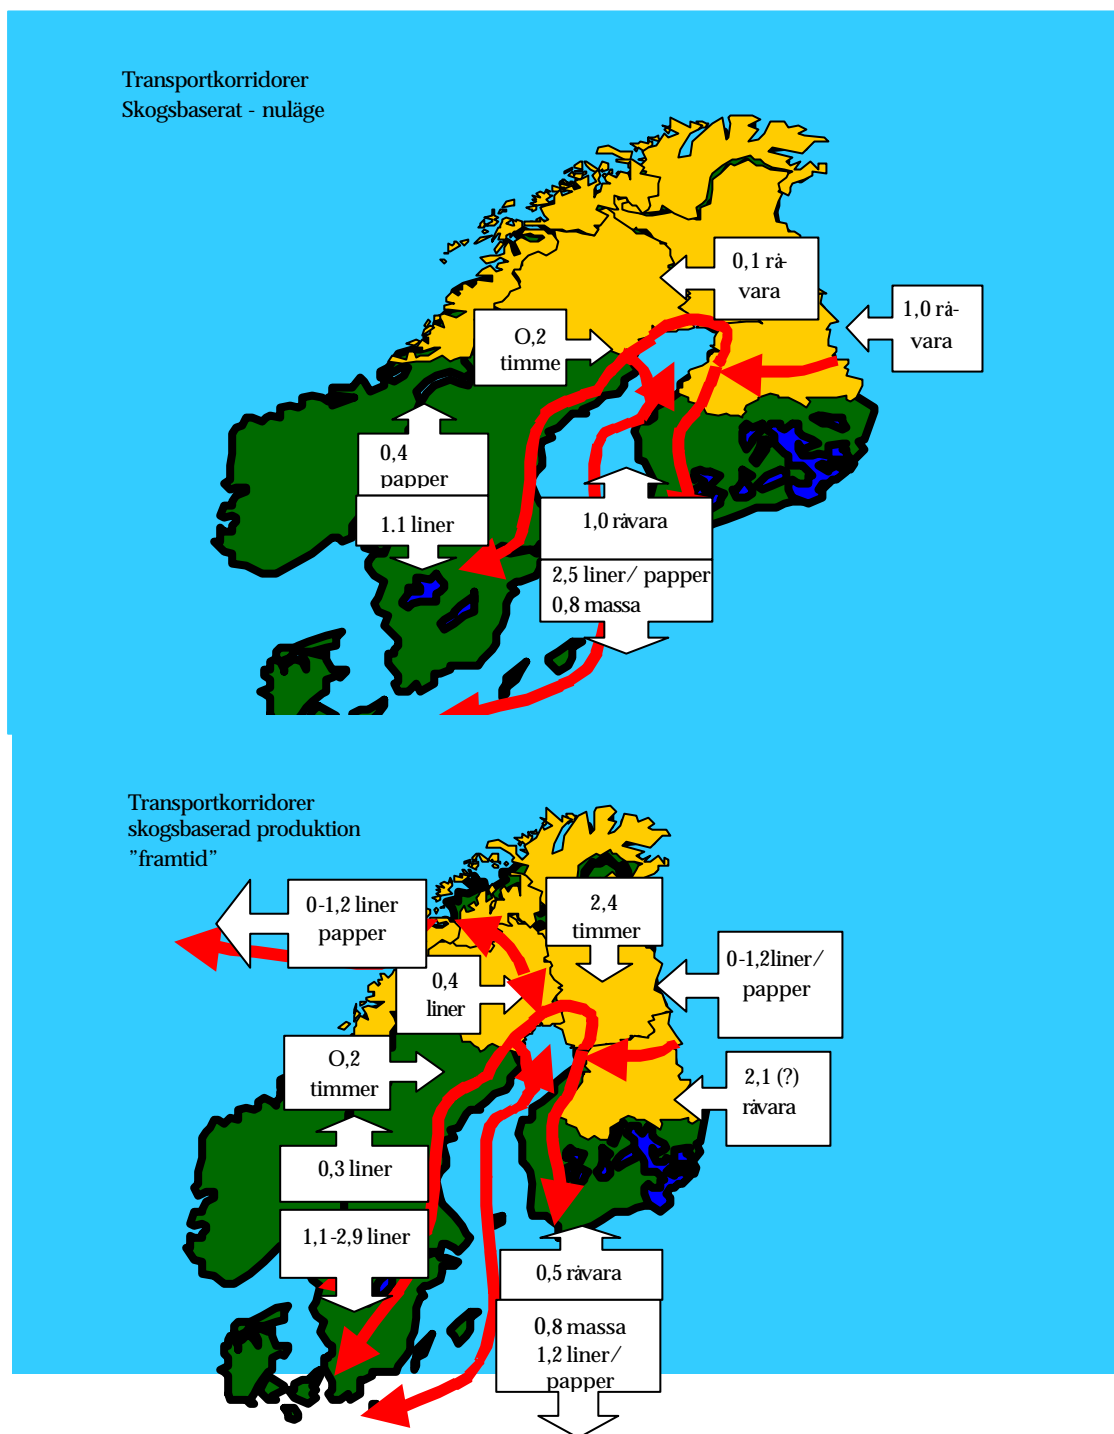 Transportkorridorer
Skogsbaserat - nuläge
0,1 rå-
vara
1,0 rå-
vara
O,2
timme
0,4
papper
1.1 liner
1,0 råvara
2,5 liner/ papper
0,8 massa
Transportkorridorer
skogsbaserad produktion
”framtid”
0-1,2 liner
papper
2,4
timmer
0,4
liner
0-1,2liner/
papper
O,2
timmer
2,1 (?)
råvara
0,3 liner
1,1-2,9 liner
0,5 råvara
0,8 massa
1,2 liner/
papper